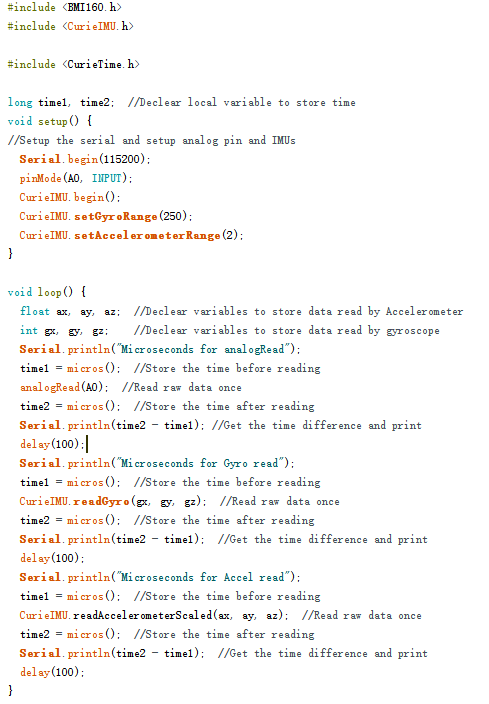 #include <BMI160.h>
#include <CurieIMU.h>
#include <CurieTime.h>
long time1, time2;  //Declear local variable to store time
void setup() {
//Setup the serial and setup analog pin and IMUs
  Serial.begin(115200);
  pinMode(A0, INPUT);
  CurieIMU.begin();
  CurieIMU.setGyroRange(250);
  CurieIMU.setAccelerometerRange(2);
}
void loop() {
  float ax, ay, az;  //Declear variables to store data read by Accelerometer
  int gx, gy, gz;    //Declear variables to store data read by gyroscope
  Serial.println("Microseconds for analogRead");
  time1 = micros();  //Store the time before reading
  analogRead(A0);  //Read raw data once
  time2 = micros();  //Store the time after reading
  Serial.println(time2 - time1); //Get the time difference and print
  delay(100);
  Serial.println("Microseconds for Gyro read");
  time1 = micros();  //Store the time before reading
  CurieIMU.readGyro(gx, gy, gz);  //Read raw data once
  time2 = micros();  //Store the time after reading
  Serial.println(time2 - time1);  //Get the time difference and print
  delay(100);
  Serial.println("Microseconds for Accel read");
  time1 = micros();  //Store the time before reading
  CurieIMU.readAccelerometerScaled(ax, ay, az);  //Read raw data once
  time2 = micros();  //Store the time after reading
  Serial.println(time2 - time1);  //Get the time difference and print
  delay(100);
}